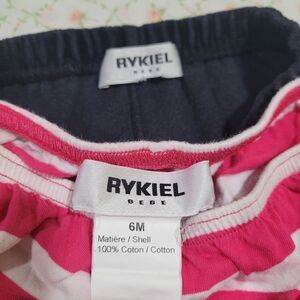 RYKIEL
BEBE
RYKIEL
BEBE
6M
Matière / Shell
100% Coton / Cotton